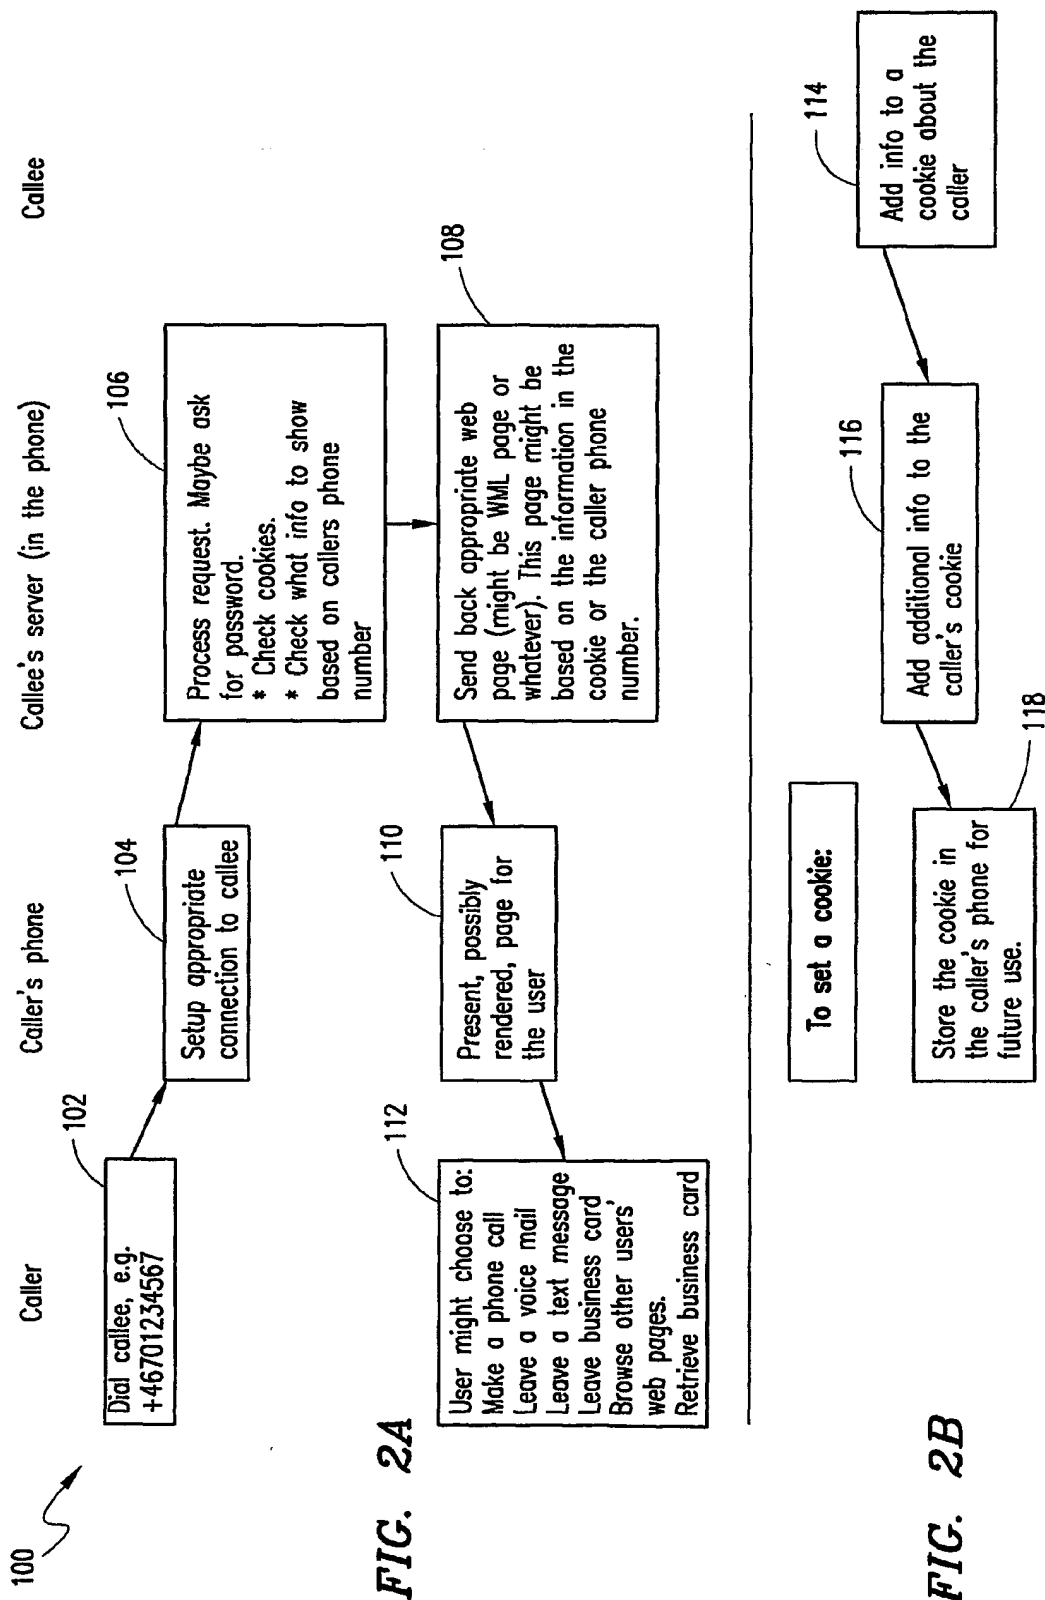 100
Caller
Caller's phone
Callee's server (in the phone)
Callee
102
Dial callee, e.g.
+46701234567
104
Setup appropriate
connection to callee
106
Process request. Maybe ask
for password.
* Check cookies.
* Check what info to show
based on callers phone
number
108
Send back appropriate web
page (might be WML page or
whatever). This page might be
based on the information in the
cookie or the caller phone
number.
110
Present, possibly
rendered, page for
the user
112
User might choose to:
Make a phone call
Leave a voice mail
Leave a text message
Leave business card
Browse other users'
web pages.
Retrieve business card
FIG. 2A
To set a cookie:
114
Add info to a
cookie about the
caller
116
Add additional info to the
caller's cookie
118
Store the cookie in
the caller's phone for
future use.
FIG. 2B